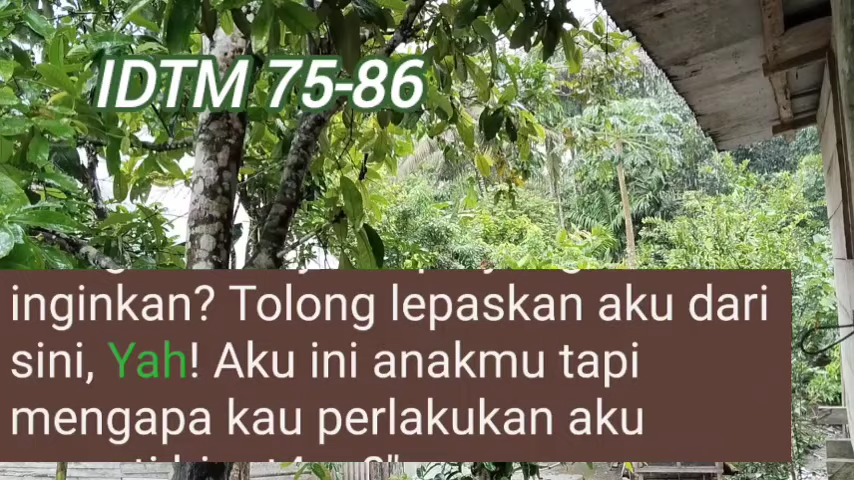 IDTM 75-86
inginkan? Tolong lepaskan aku dari
sini, Yah! Aku ini anakmu tapi
mengapa kau perlakukan aku